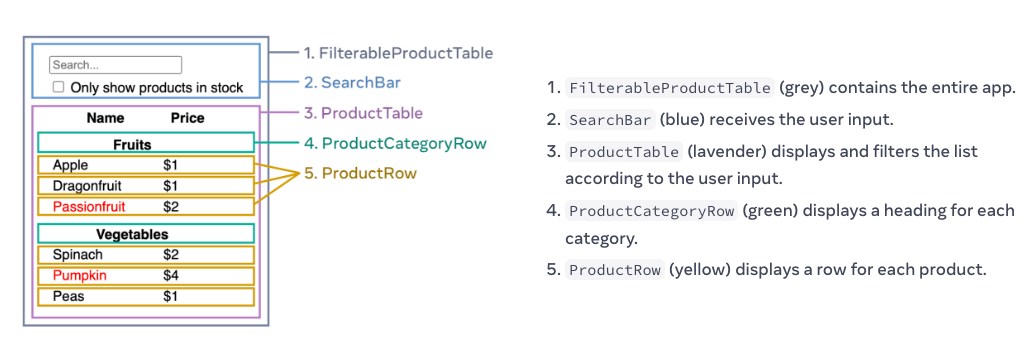 Search...
Only show products in stock
Name Price
Fruits
Apple $1
Dragonfruit $1
Passionfruit $2
Vegetables
Spinach $2
Pumpkin $4
Peas $1
1. FilterableProductTable
2. SearchBar
3. ProductTable
4. ProductCategoryRow
5. ProductRow
1. FilterableProductTable (grey) contains the entire app.
2. SearchBar (blue) receives the user input.
3. ProductTable (lavender) displays and filters the list
according to the user input.
4. ProductCategoryRow (green) displays a heading for each
category.
5. ProductRow (yellow) displays a row for each product.